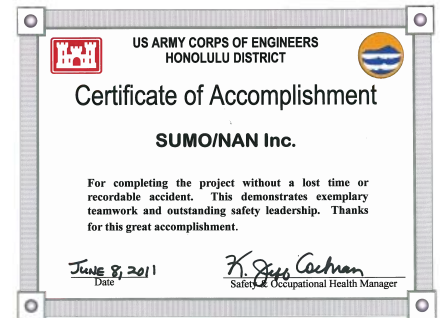 US ARMY CORPS OF ENGINEERS
HONOLULU DISTRICT
Certificate of Accomplishment
SUMO/NAN Inc.
For completing the project without a lost time or
recordable accident. This demonstrates exemplary
teamwork and outstanding safety leadership. Thanks
for this great accomplishment.
JUNE 8, 2011 K. Jeff Cochran
Date Safety & Occupational Health Manager